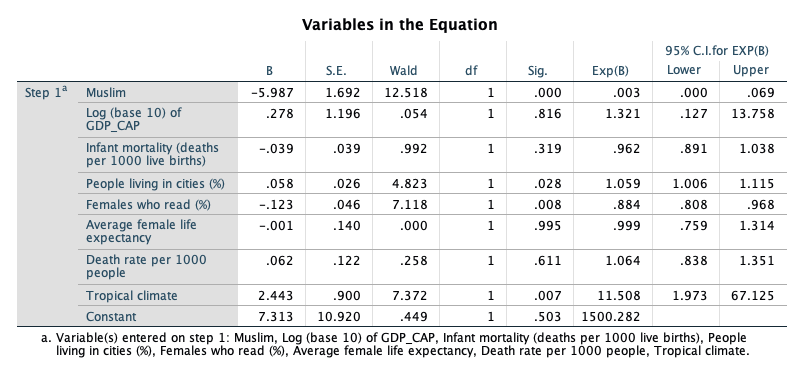 Variables in the Equation
95% C.I.for EXP(B)
B S.E. Wald df Sig. Exp(B) Lower Upper
Step 1a Muslim -5.987 1.692 12.518 1 .000 .003 .000 .069
Log (base 10) of
GDP_CAP .278 1.196 .054 1 .816 1.321 .127 13.758
Infant mortality (deaths
per 1000 live births) -.039 .039 .992 1 .319 .962 .891 1.038
People living in cities (%) .058 .026 4.823 1 .028 1.059 1.006 1.115
Females who read (%) -.123 .046 7.118 1 .008 .884 .808 .968
Average female life
expectancy -.001 .140 .000 1 .995 .999 .759 1.314
Death rate per 1000
people .062 .122 .258 1 .611 1.064 .838 1.351
Tropical climate 2.443 .900 7.372 1 .007 11.508 1.973 67.125
Constant 7.313 10.920 .449 1 .503 1500.282
a. Variable(s) entered on step 1: Muslim, Log (base 10) of GDP_CAP, Infant mortality (deaths per 1000 live births), People
living in cities (%), Females who read (%), Average female life expectancy, Death rate per 1000 people, Tropical climate.